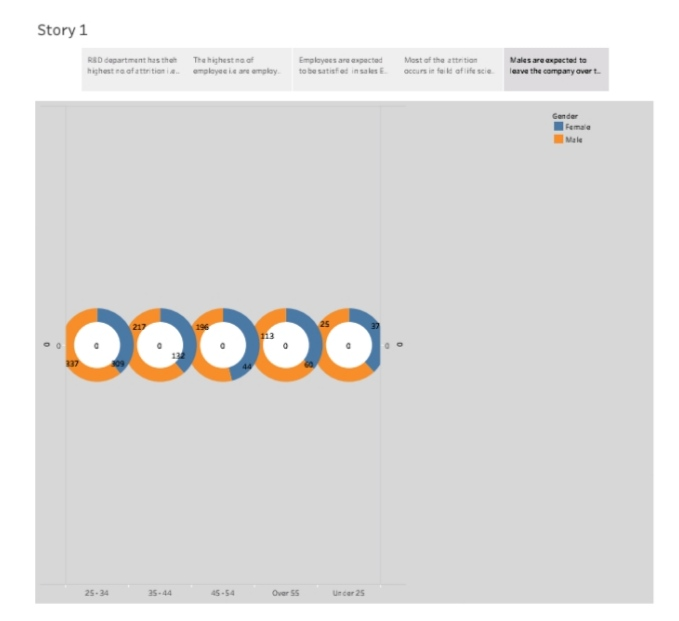 Story 1
R&D department has theh
highest no.of attrition i.e..
The highest no.of
employee i.e are employ..
Employees are expected
to be satisfied in sales E..
Most of the attrition
occurs in feild of life scie..
Males are expected to
leave the company over t..
Gender
Female
Male
217 196 113 25 37
0 0 0 0 0 0 0 0 0
337 309 132 44 66
25 - 34 35 - 44 45 - 54 Over 55 Under 25